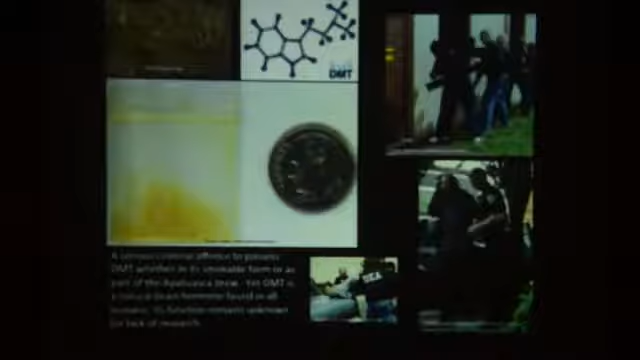 DMT
A serious criminal offense to possess
DMT whether in its smokable form or as
part of the Ayahuasca brew. Yet DMT is
a natural brain hormone found in all
humans. Its function remains unknown
for lack of research.
DEA